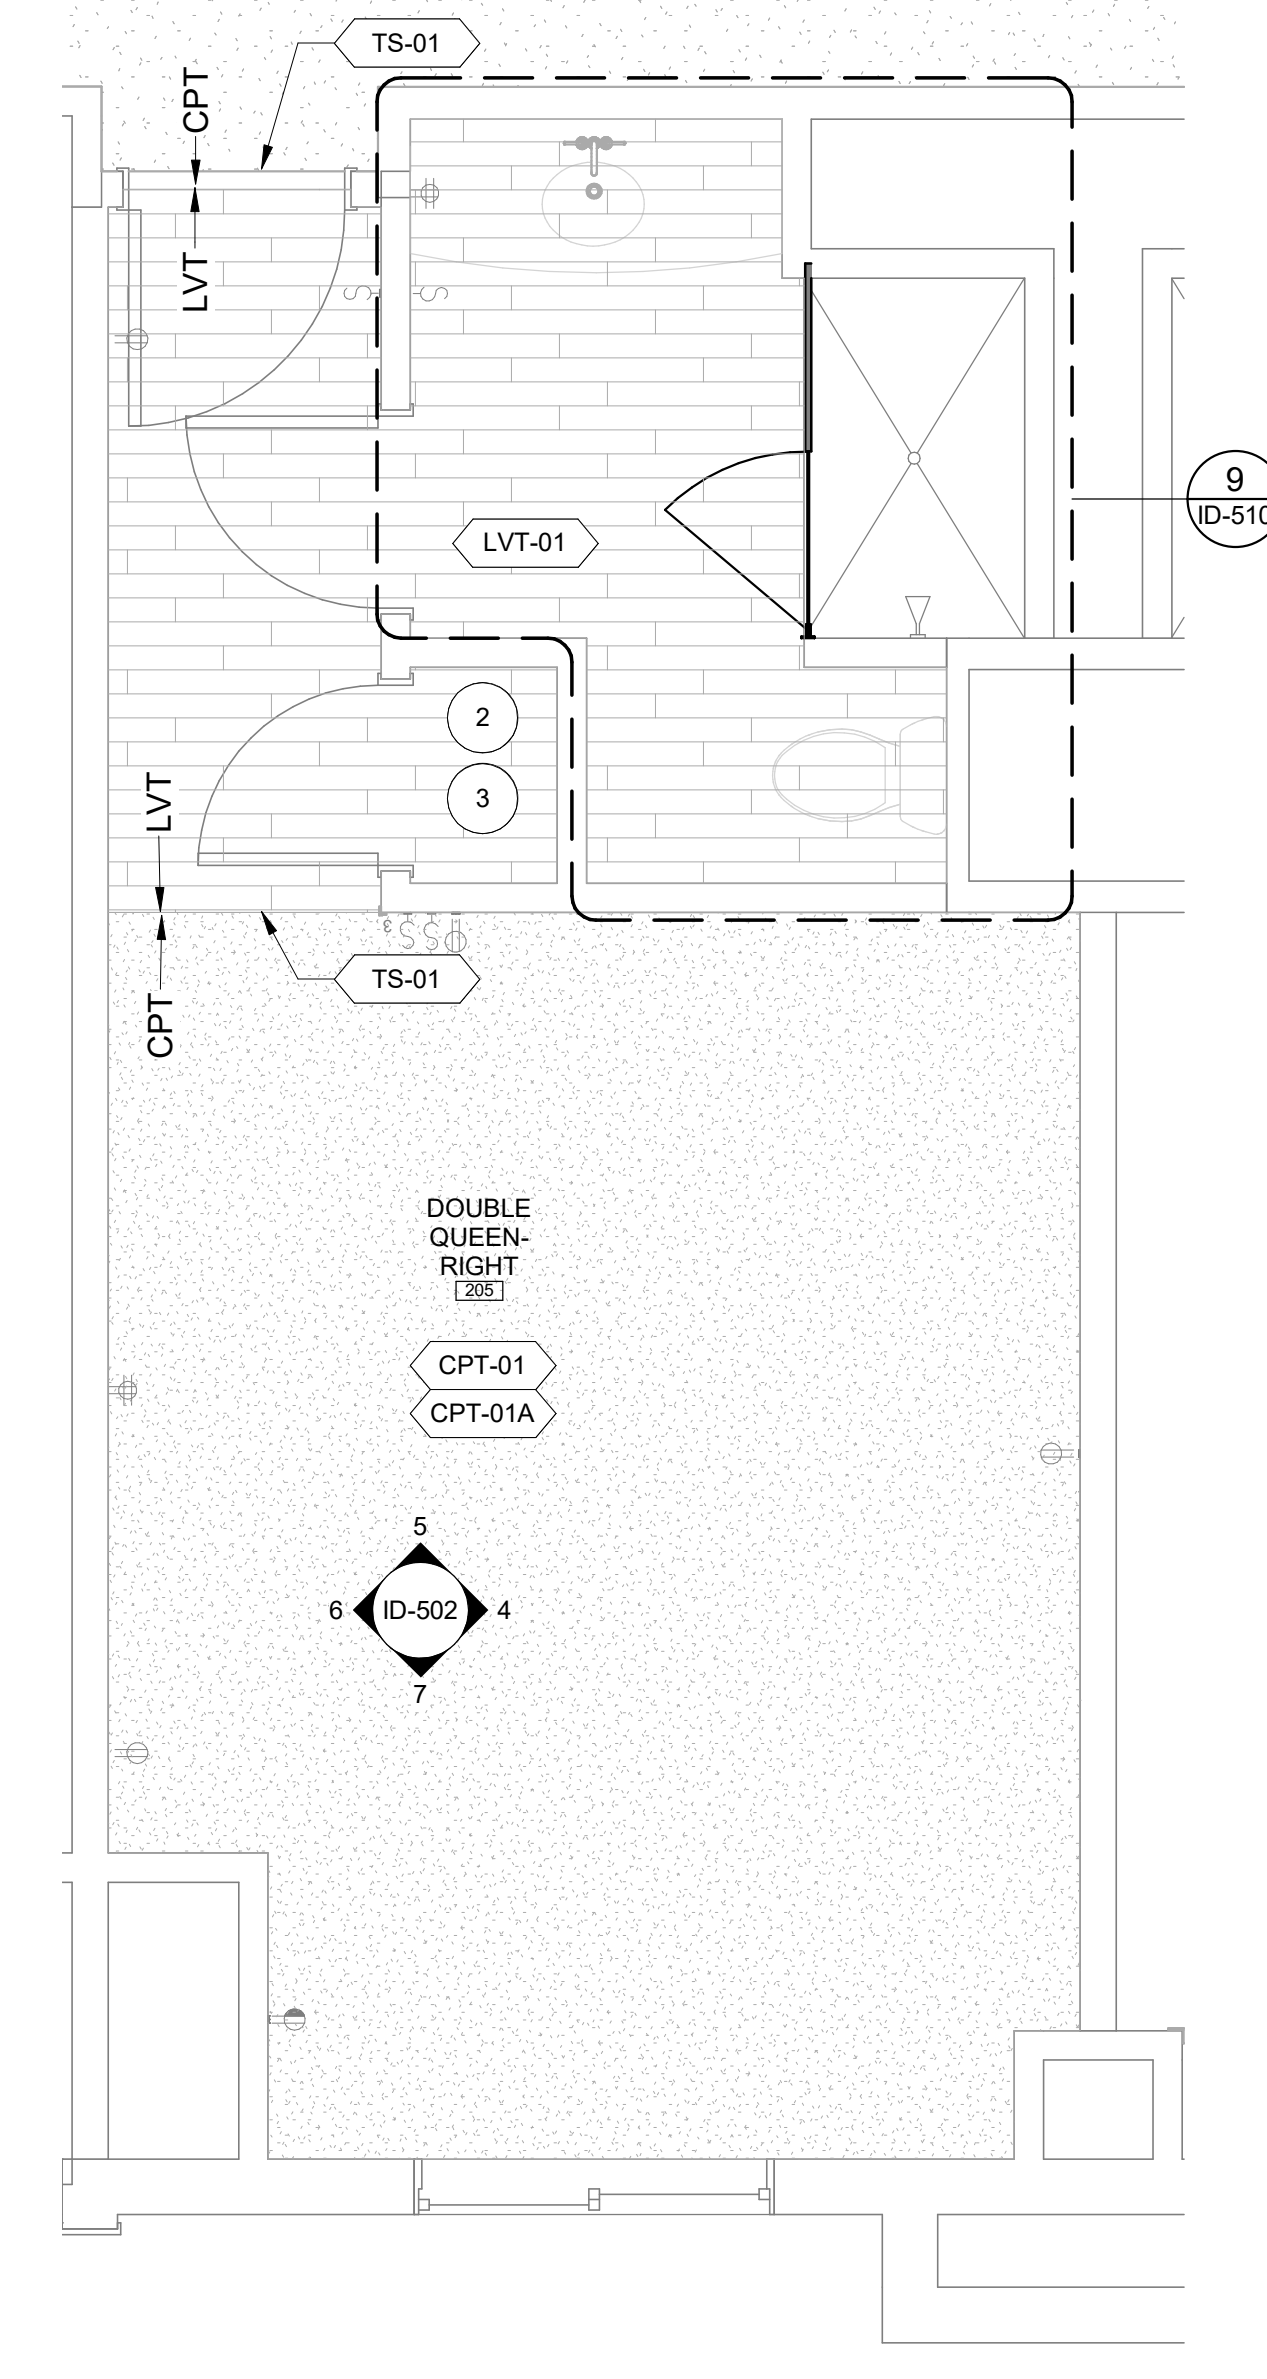 TS-01
CPT
LVT
9
ID-510
LVT-01
2
3
LVT
CPT
TS-01
DOUBLE
QUEEN-
RIGHT
205
CPT-01
CPT-01A
5
6
ID-502
4
7